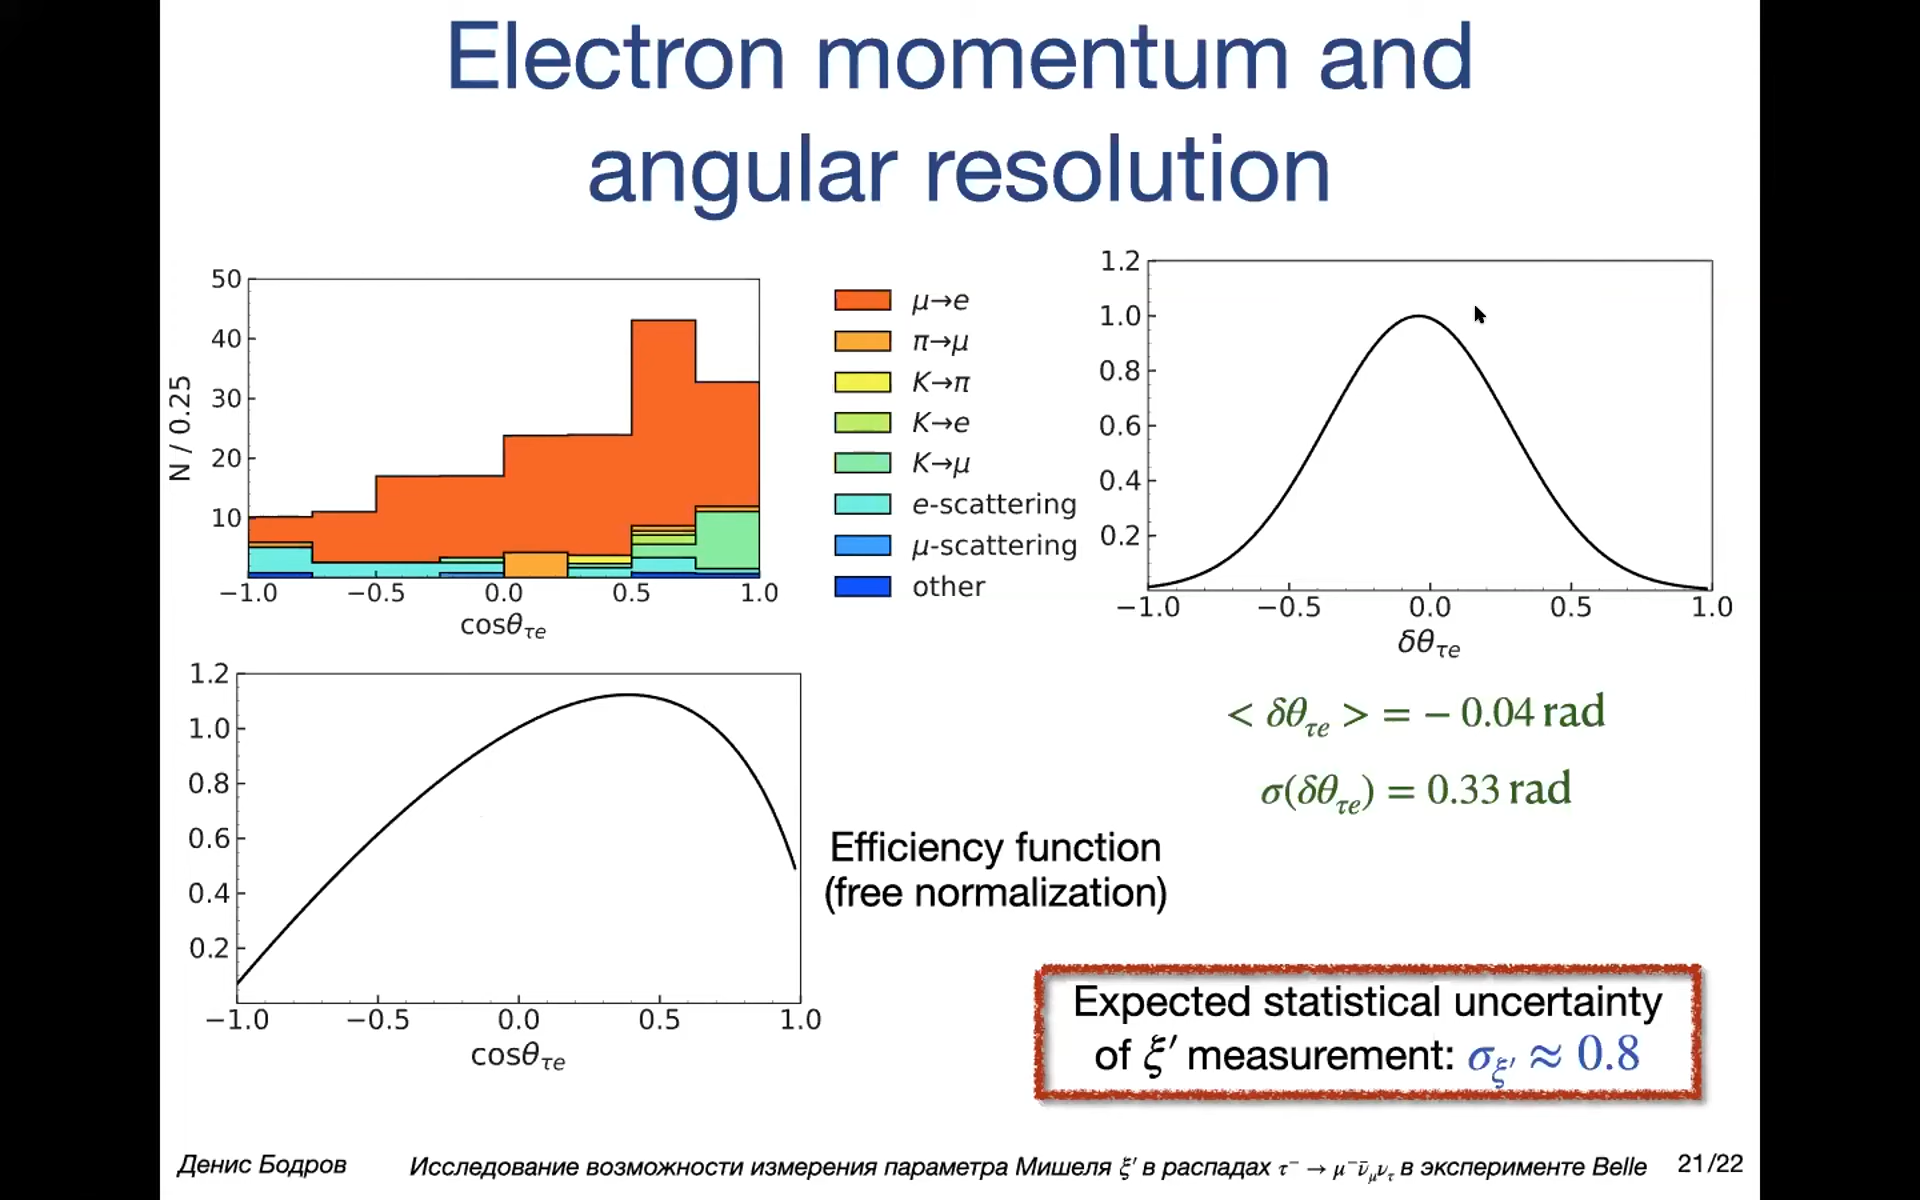 Electron momentum and
angular resolution
50
40
30
20
10
N / 0.25
−1.0 −0.5 0.0 0.5 1.0
cosθτe
μ→e
π→μ
K→π
K→e
K→μ
e-scattering
μ-scattering
other
1.2
1.0
0.8
0.6
0.4
0.2
−1.0 −0.5 0.0 0.5 1.0
δθτe
< δθτe > = − 0.04 rad
σ(δθτe) = 0.33 rad
1.2
1.0
0.8
0.6
0.4
0.2
−1.0 −0.5 0.0 0.5 1.0
cosθτe
Efficiency function
(free normalization)
Expected statistical uncertainty
of ξ′ measurement: σξ′ ≈ 0.8
Денис Бодров Исследование возможности измерения параметра Мишеля ξ′ в распадах τ⁻ → μ⁻ν̄μντ в эксперименте Belle 21/22